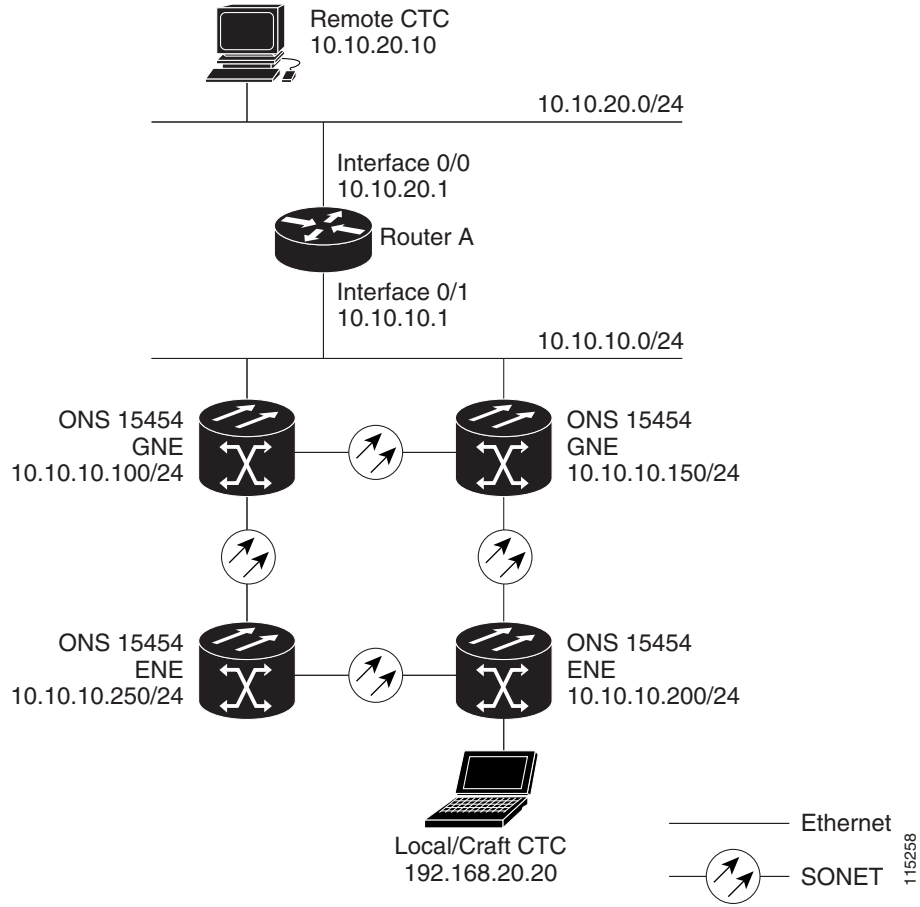 Remote CTC
10.10.20.10
10.10.20.0/24
Interface 0/0
10.10.20.1
Router A
Interface 0/1
10.10.10.1
10.10.10.0/24
ONS 15454
GNE
10.10.10.100/24
ONS 15454
GNE
10.10.10.150/24
ONS 15454
ENE
10.10.10.250/24
ONS 15454
ENE
10.10.10.200/24
Local/Craft CTC
192.168.20.20
Ethernet
SONET
115258